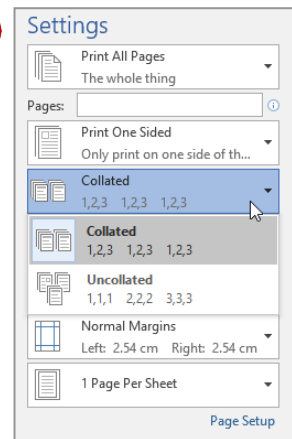 Settings
Print All Pages
The whole thing
Pages:
Print One Sided
Only print on one side of th...
Collated
1,2,3 1,2,3 1,2,3
Collated
1,2,3 1,2,3 1,2,3
Uncollated
1,1,1 2,2,2 3,3,3
Normal Margins
Left: 2.54 cm Right: 2.54 cm
1 Page Per Sheet
Page Setup